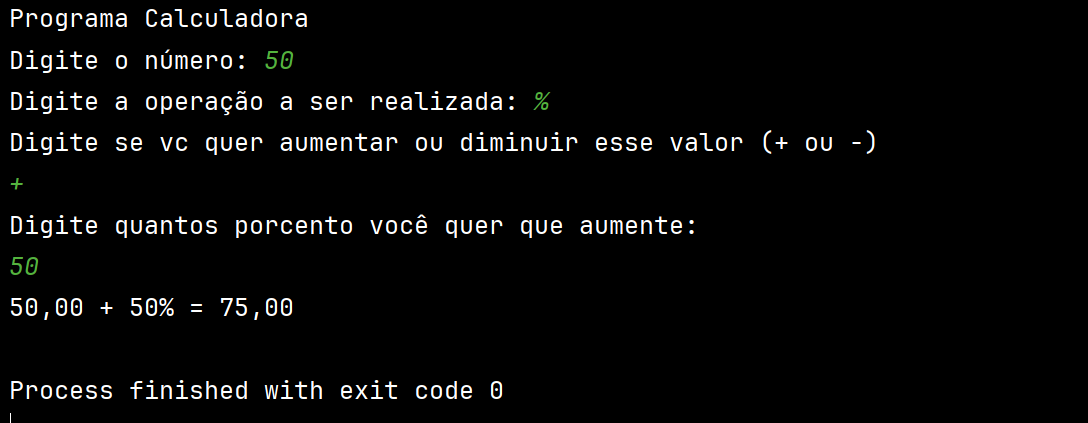 Programa Calculadora
Digite o número: 50
Digite a operação a ser realizada: %
Digite se vc quer aumentar ou diminuir esse valor (+ ou -)
+
Digite quantos porcento você quer que aumente:
50
50,00 + 50% = 75,00
Process finished with exit code 0